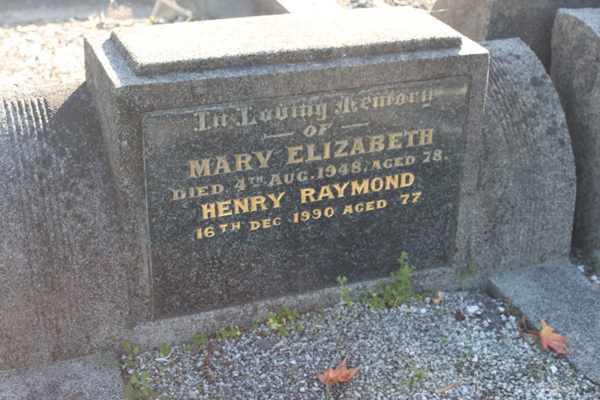 In Loving Memory
OF
MARY ELIZABETH
DIED 4TH AUG. 1948, AGED 78.
HENRY RAYMOND
16TH DEC 1990 AGED 77